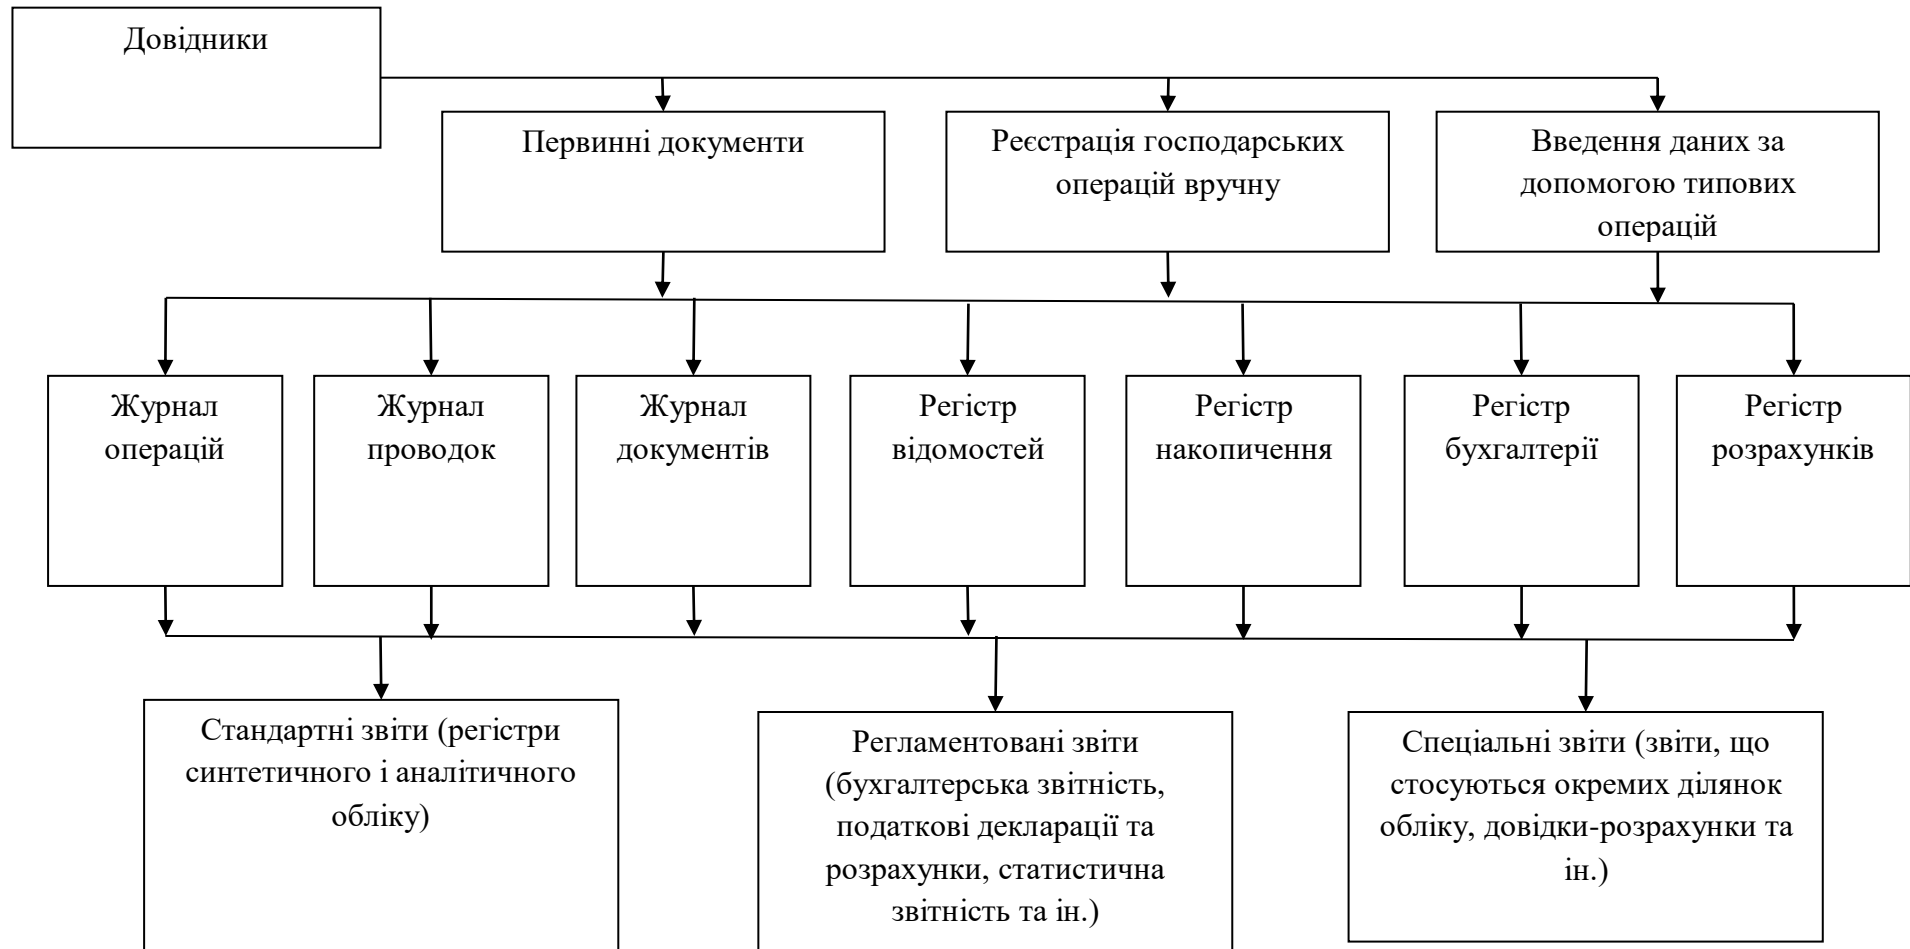 Довідники
Первинні документи
Реєстрація господарських
операцій вручну
Введення даних за
допомогою типових
операцій
Журнал
операцій
Журнал
проводок
Журнал
документів
Регістр
відомостей
Регістр
накопичення
Регістр
бухгалтерії
Регістр
розрахунків
Стандартні звіти (регістри
синтетичного і аналітичного
обліку)
Регламентовані звіти
(бухгалтерська звітність,
податкові декларації та
розрахунки, статистична
звітність та ін.)
Спеціальні звіти (звіти, що
стосуються окремих ділянок
обліку, довідки-розрахунки та
ін.)